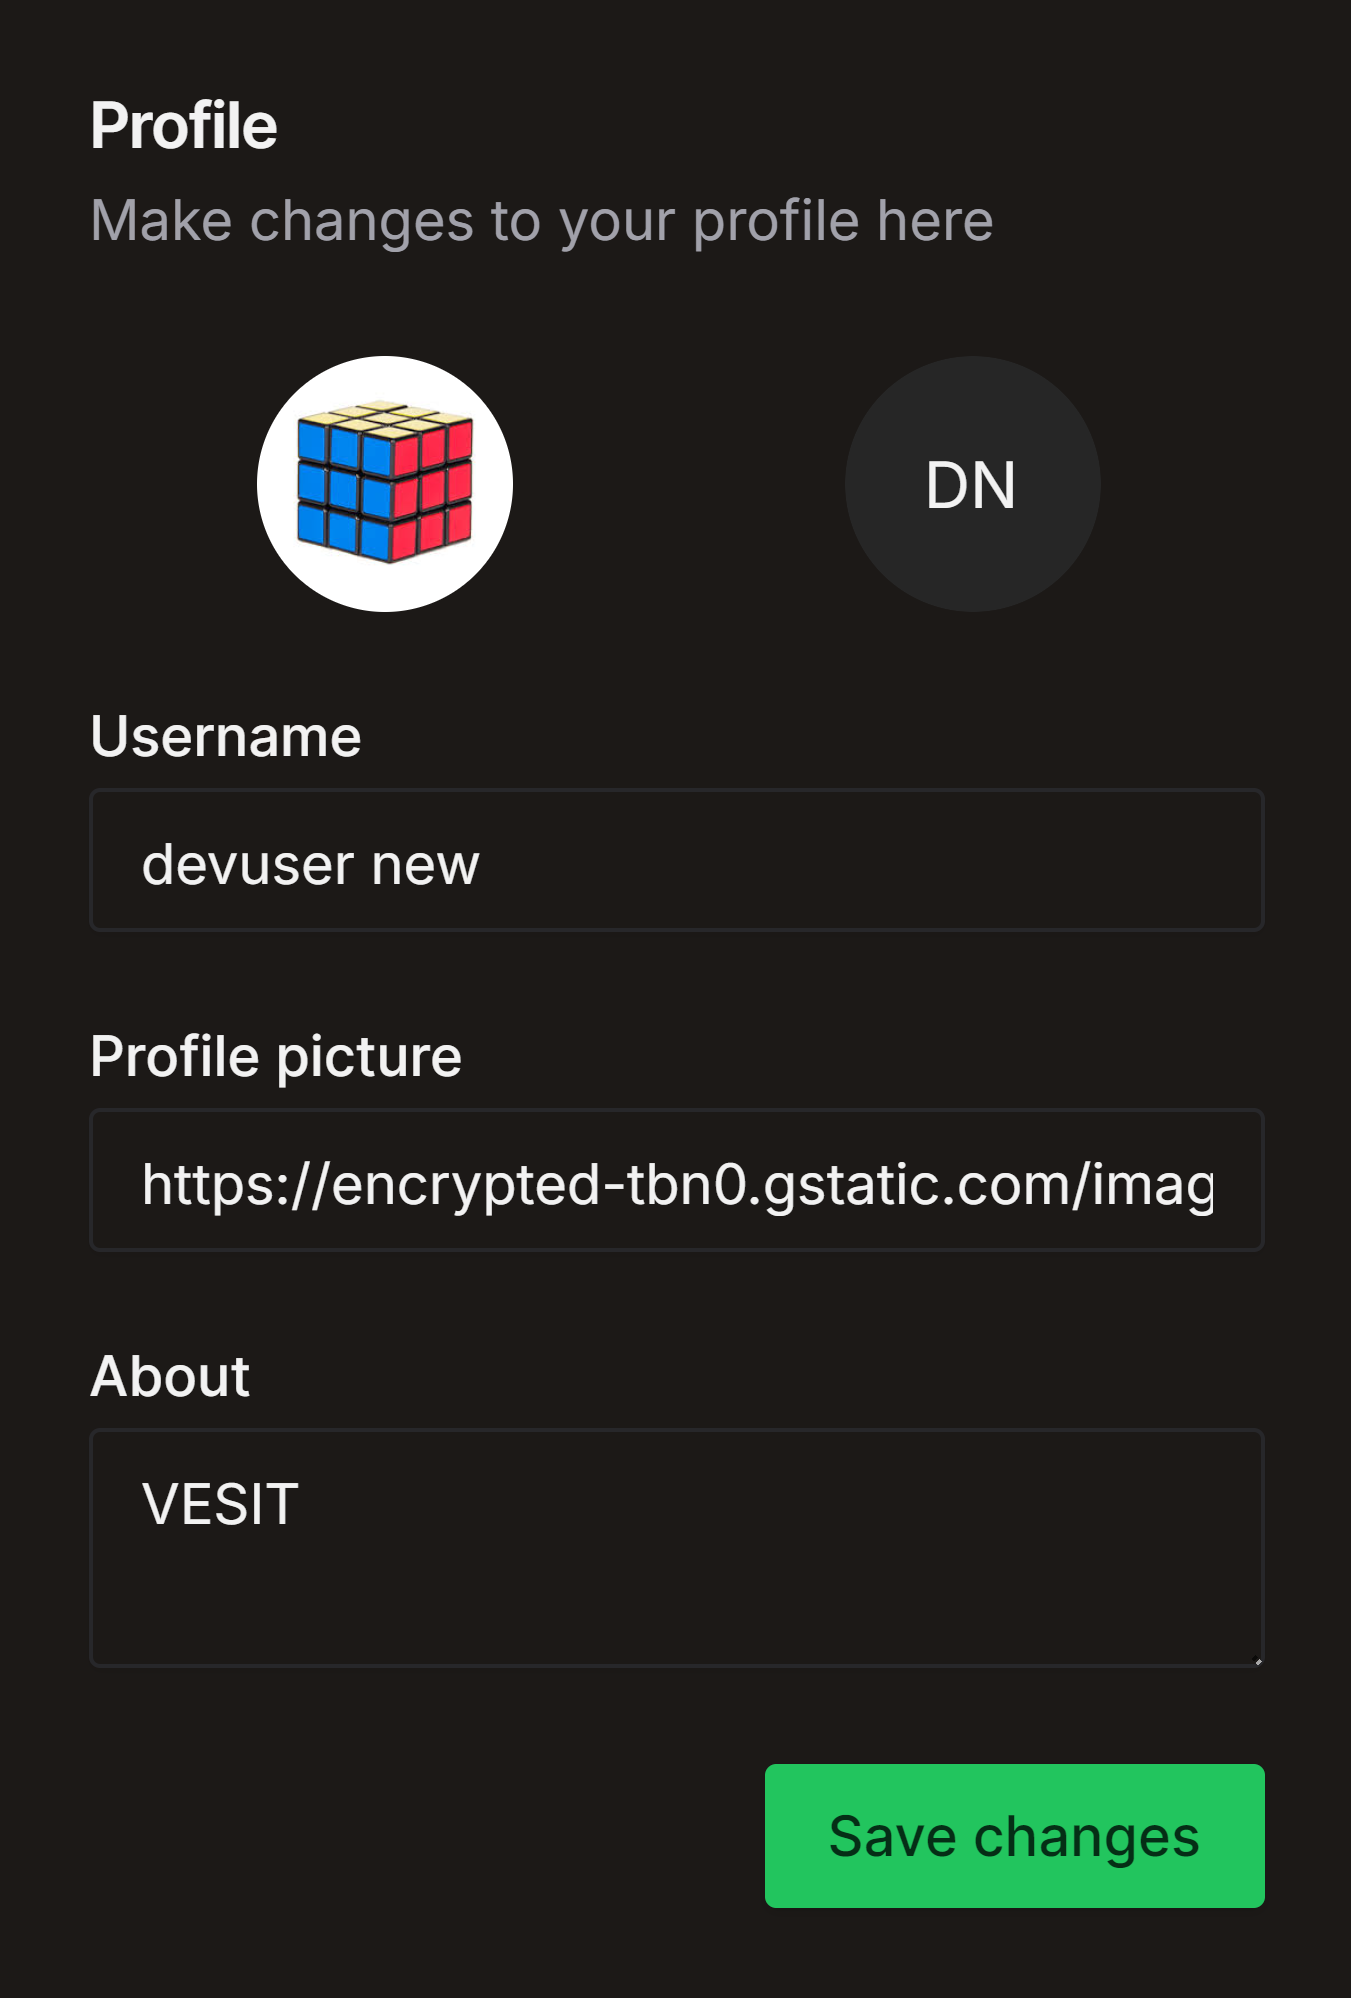 Profile
Make changes to your profile here
DN
Username
devuser new
Profile picture
https://encrypted-tbn0.gstatic.com/imag
About
VESIT
Save changes